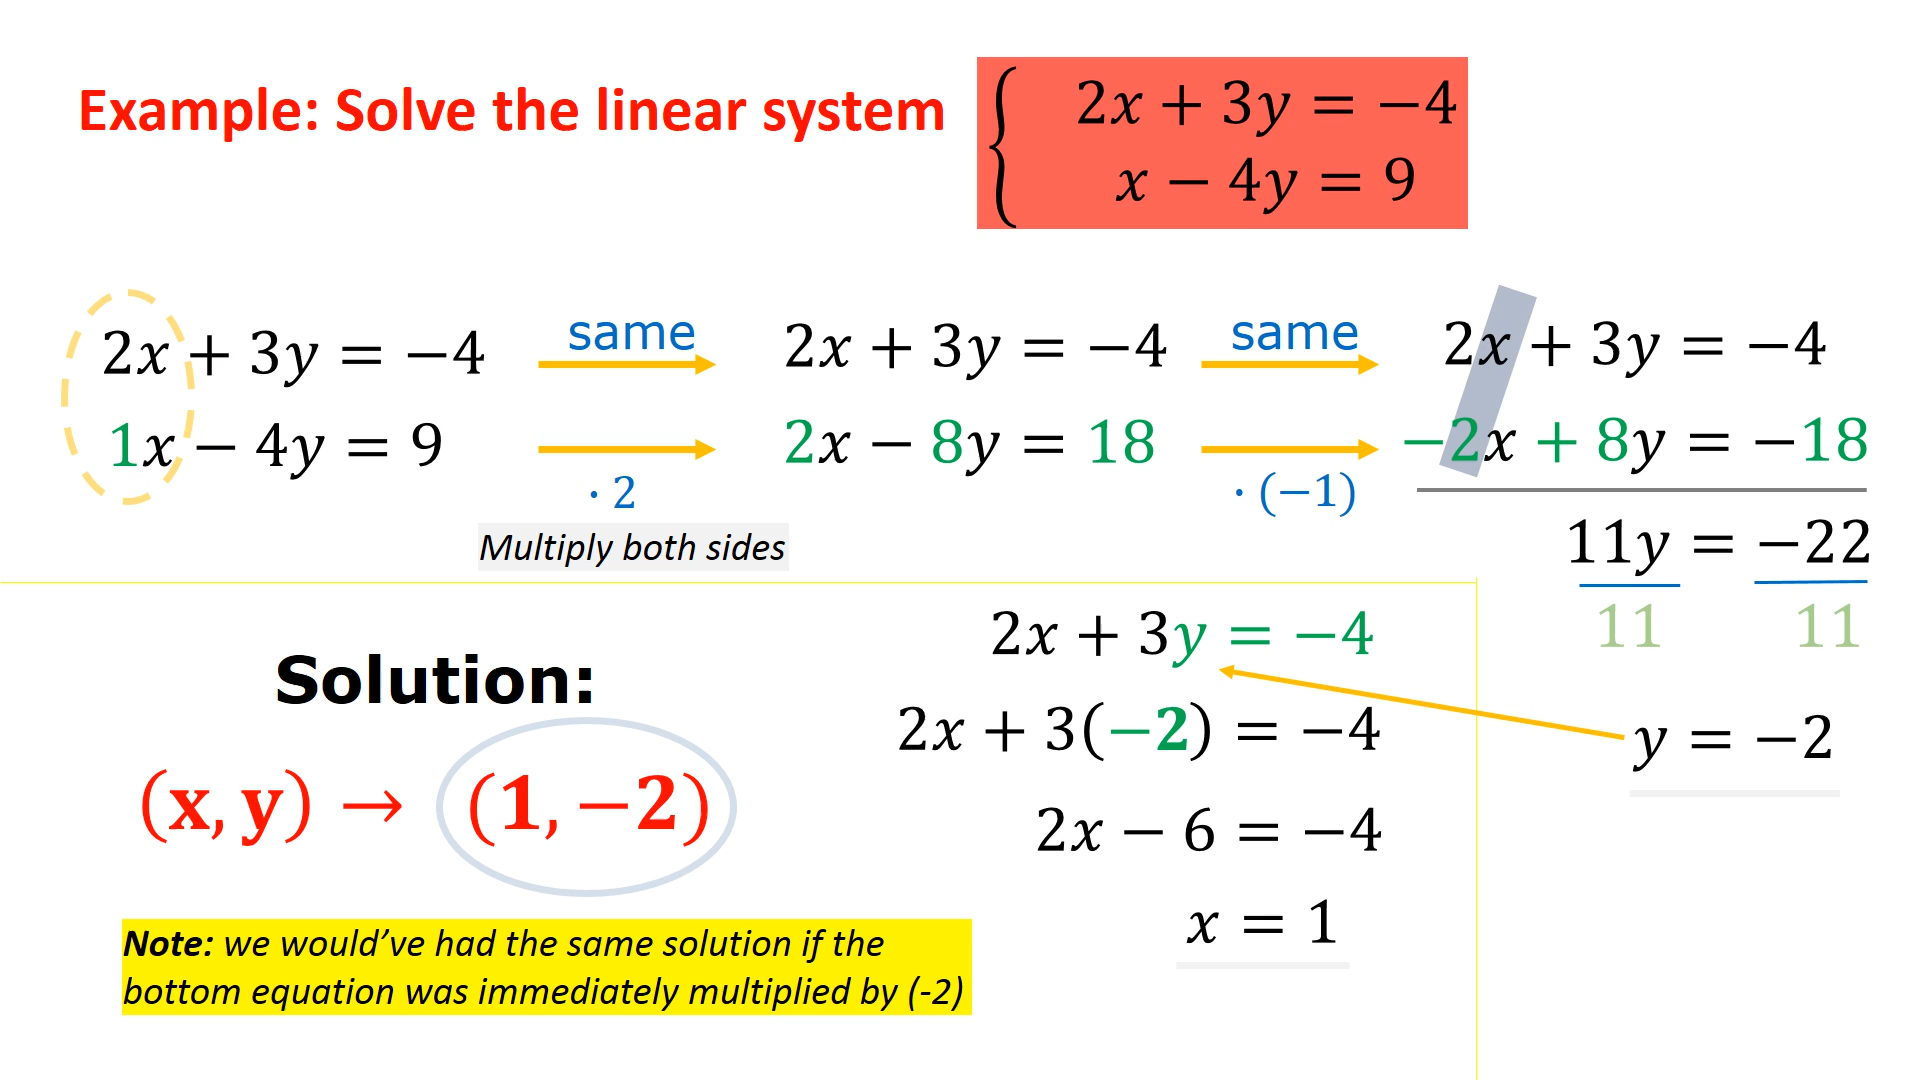 Example: Solve the linear system
2x + 3y = −4
x − 4y = 9
2x + 3y = −4
1x − 4y = 9
same
· 2
Multiply both sides
2x + 3y = −4
2x − 8y = 18
same
· (−1)
2x + 3y = −4
−2x + 8y = −18
11y = −22
11 11
y = −2
2x + 3y = −4
2x + 3(−2) = −4
2x − 6 = −4
x = 1
Solution:
(x, y) → (1, −2)
Note: we would’ve had the same solution if the
bottom equation was immediately multiplied by (-2)